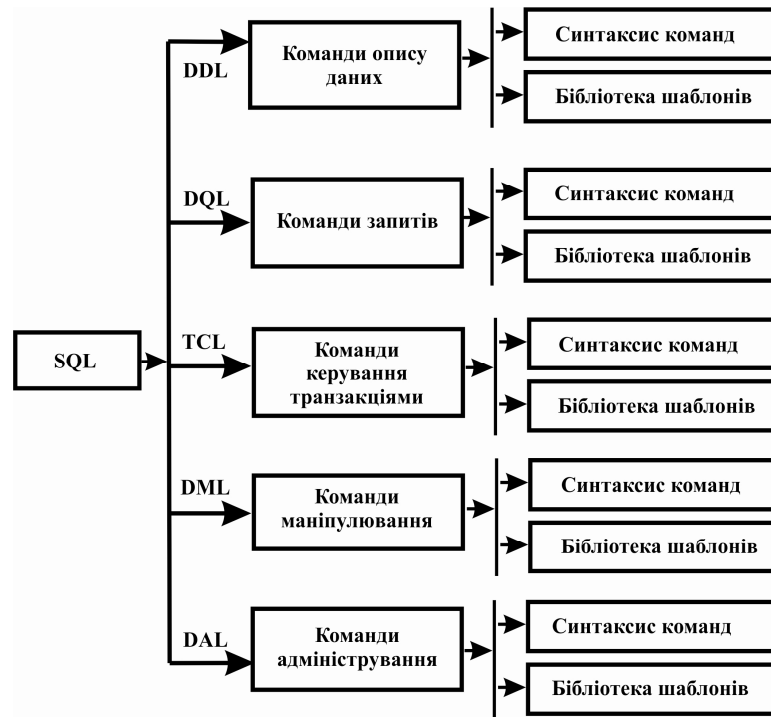 SQL
DDL
Команди опису
даних
Синтаксис команд
Бібліотека шаблонів
DQL
Команди запитів
Синтаксис команд
Бібліотека шаблонів
TCL
Команди
керування
транзакціями
Синтаксис команд
Бібліотека шаблонів
DML
Команди
маніпулювання
Синтаксис команд
Бібліотека шаблонів
DAL
Команди
адміністрування
Синтаксис команд
Бібліотека шаблонів